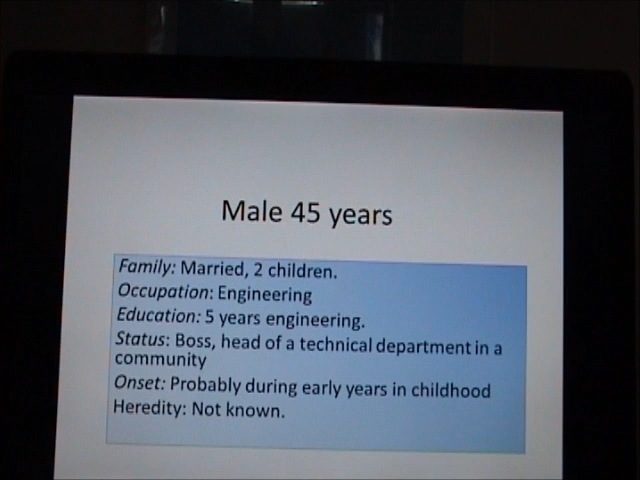 Male 45 years
Family: Married, 2 children.
Occupation: Engineering
Education: 5 years engineering.
Status: Boss, head of a technical department in a
community
Onset: Probably during early years in childhood
Heredity: Not known.